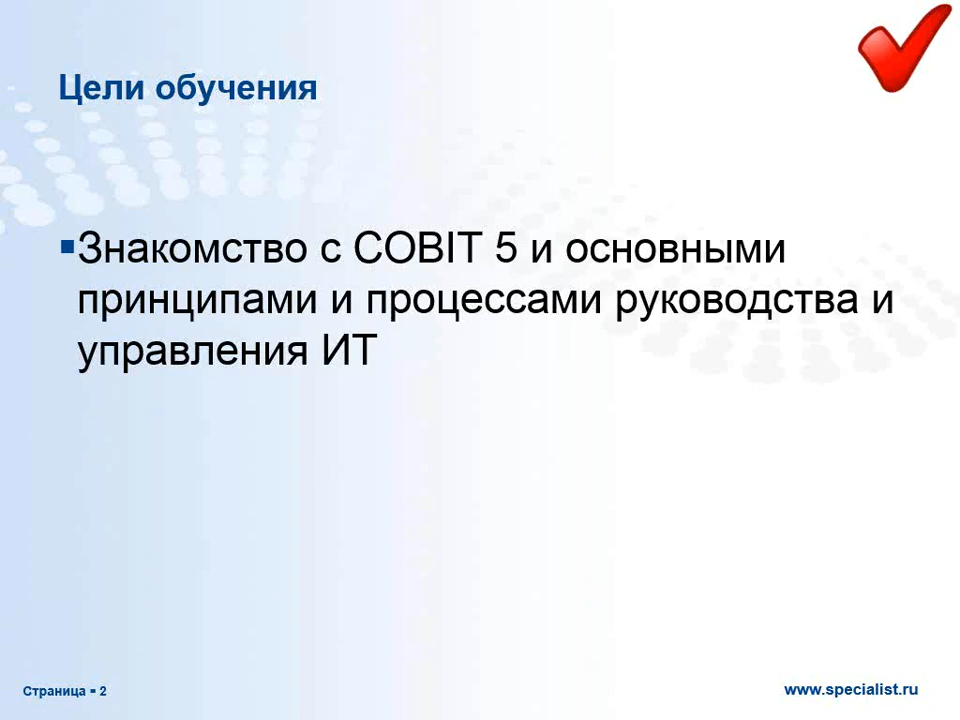 Цели обучения
▪Знакомство с COBIT 5 и основными
принципами и процессами руководства и
управления ИТ
Страница ▪ 2
www.specialist.ru